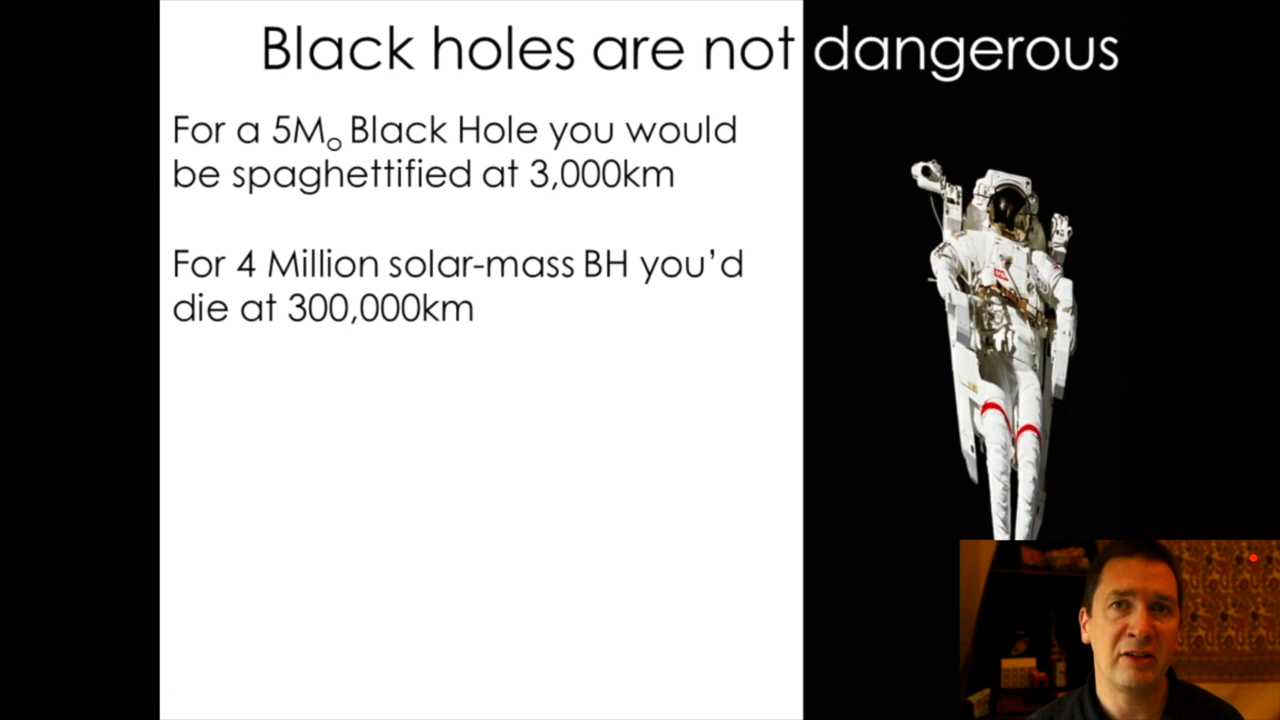 Black holes are not dangerous
For a 5M₀ Black Hole you would
be spaghettified at 3,000km
For 4 Million solar-mass BH you’d
die at 300,000km